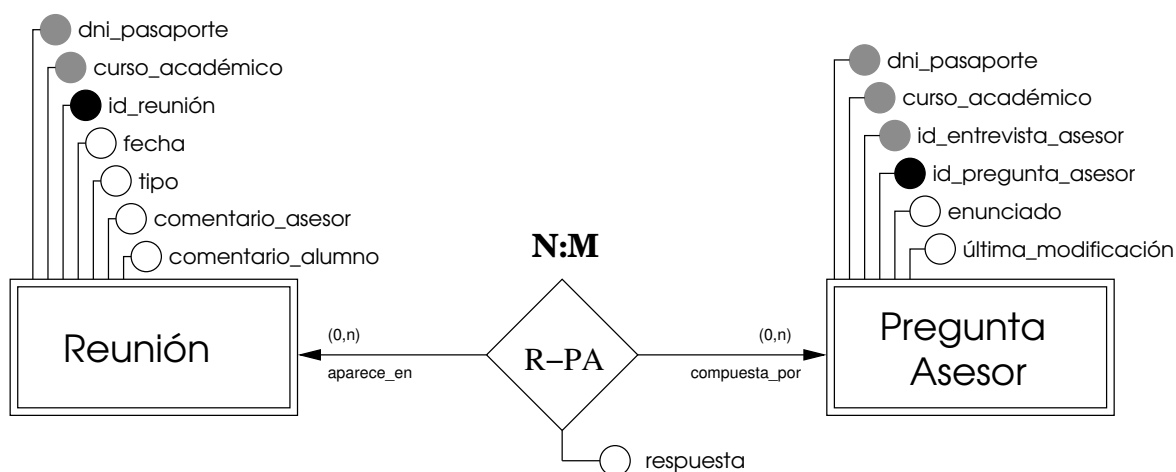 dni_pasaporte
curso_académico
id_reunión
fecha
tipo
comentario_asesor
comentario_alumno
Reunión
N:M
(0,n)
aparece_en
R–PA
(0,n)
compuesta_por
respuesta
dni_pasaporte
curso_académico
id_entrevista_asesor
id_pregunta_asesor
enunciado
última_modificación
Pregunta
Asesor